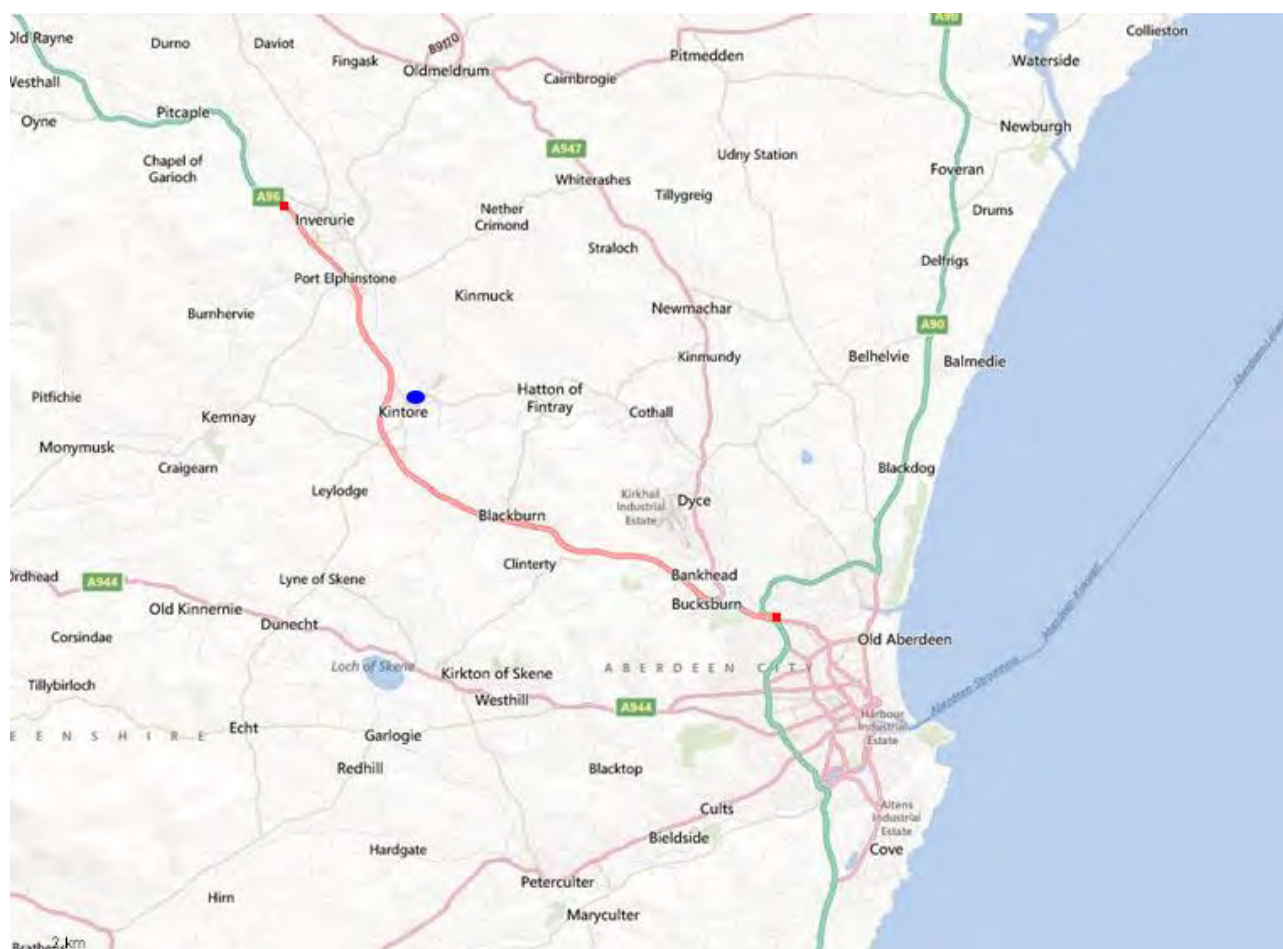 A90
Collieston
Old Rayne
Durno
Daviot
B9170
Fingask
Oldmeldrum
Pitmedden
Waterside
Westhall
Cairnbrogie
Oyne
Pitcaple
Newburgh
A947
Udny Station
Chapel of
Garioch
Foveran
Whiterashes
Tillygreig
A96
Inverurie
Nether
Crimond
Drums
Straloch
Delfrigs
Port Elphinstone
Kinmuck
Burnhervie
Newmachar
A90
Kinmundy
Belhelvie
Balmedie
Pitfichie
Hatton of
Fintray
Kemnay
Kintore
Cothall
Monymusk
Craigearn
Blackdog
Leylodge
Kirkhall
Industrial
Estate
Dyce
Blackburn
Clinterty
Ordhead
A944
Lyne of Skene
Bankhead
Old Kinnernie
Bucksburn
Dunecht
Corsindae
Old Aberdeen
Aberdeen-Kirkwall
Loch of Skene
Kirkton of Skene
ABERDEEN CITY
Tillybirloch
Westhill
A944
Harbour
Industrial
Estate
EENSHIRE
Echt
Garlogie
Redhill
Blacktop
Cults
Altens
Industrial
Estate
Bieldside
Hardgate
Cove
Peterculter
Hirn
Maryculter
2 km